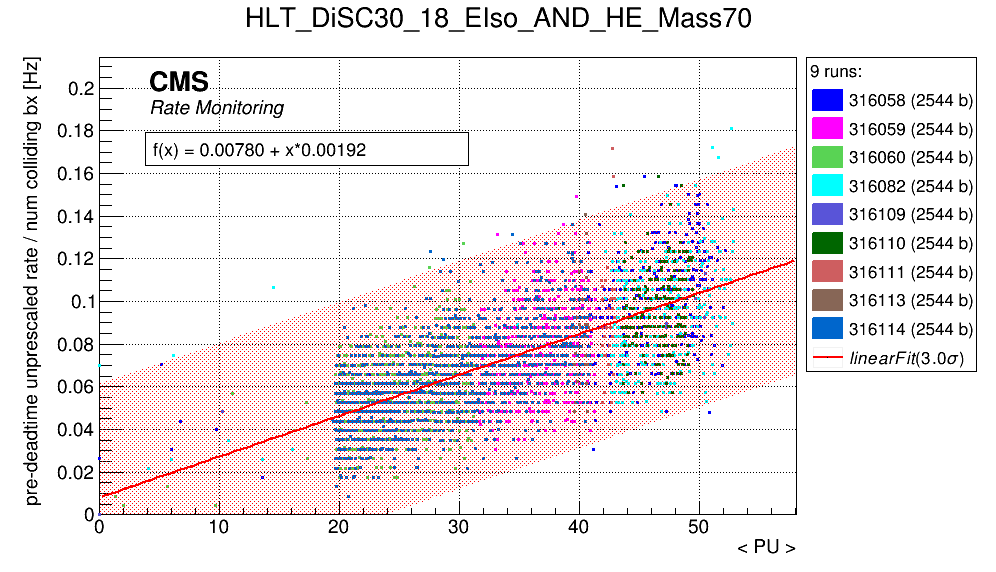 HLT_DiSC30_18_EIso_AND_HE_Mass70
pre-deadtime unprescaled rate / num colliding bx [Hz]
CMS
Rate Monitoring
f(x) = 0.00780 + x*0.00192
0.2
0.18
0.16
0.14
0.12
0.1
0.08
0.06
0.04
0.02
0
0 10 20 30 40 50
< PU >
9 runs:
316058 (2544 b)
316059 (2544 b)
316060 (2544 b)
316082 (2544 b)
316109 (2544 b)
316110 (2544 b)
316111 (2544 b)
316113 (2544 b)
316114 (2544 b)
linearFit(3.0σ)